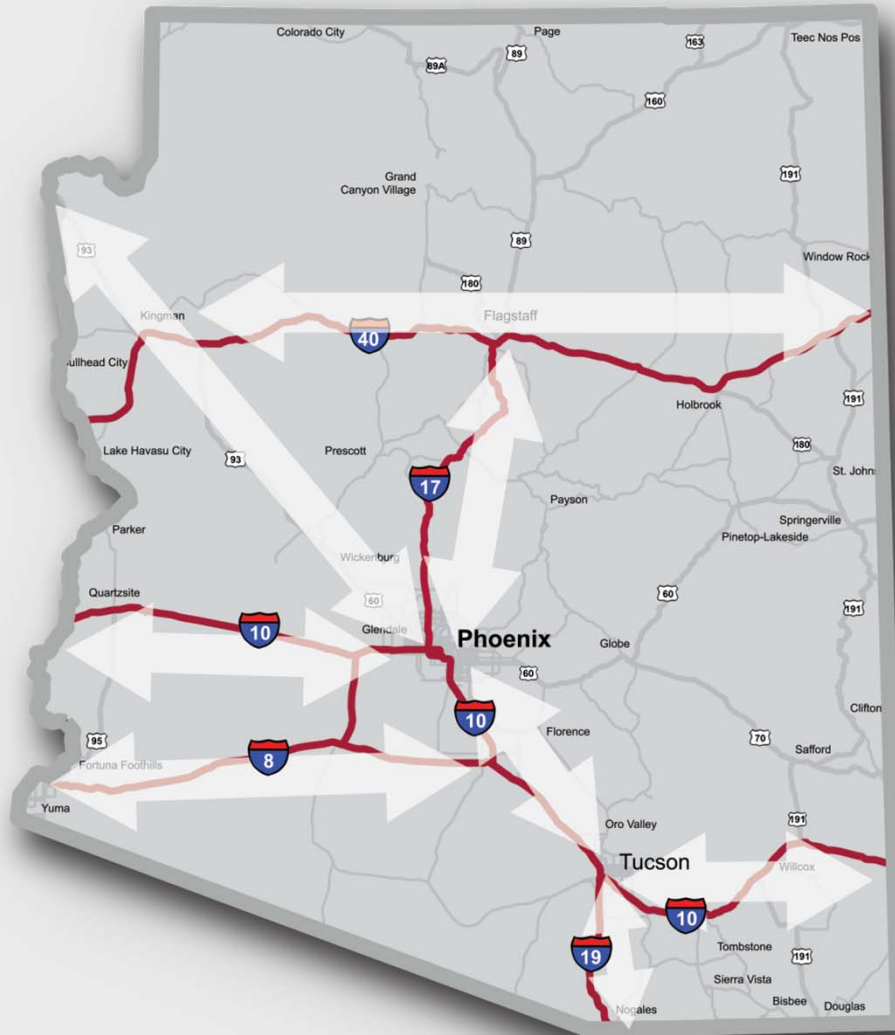 Colorado City
Page
163
Teec Nos Pos
89
89A
160
Grand
Canyon Village
191
89
93
Window Rock
180
Kingman
Flagstaff
40
ullhead City
Holbrook
191
Lake Havasu City
93
Prescott
180
17
St. John
Payson
Springerville
Parker
Pinetop-Lakeside
Wickenburg
Quartzsite
60
60
191
10
Glendale
Phoenix
Globe
60
Clifton
10
Florence
95
8
70
Safford
Fortuna Foothills
Yuma
Oro Valley
191
Tucson
Willcox
10
Tombstone
19
191
Sierra Vista
Nogales
Bisbee
Douglas